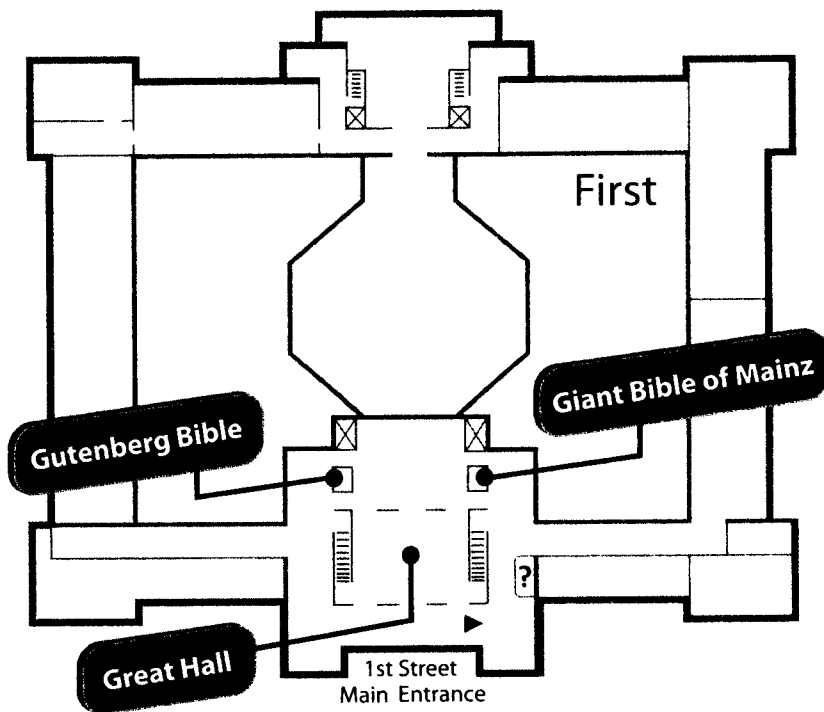 First
Giant Bible of Mainz
Gutenberg Bible
?
Great Hall
1st Street
Main Entrance